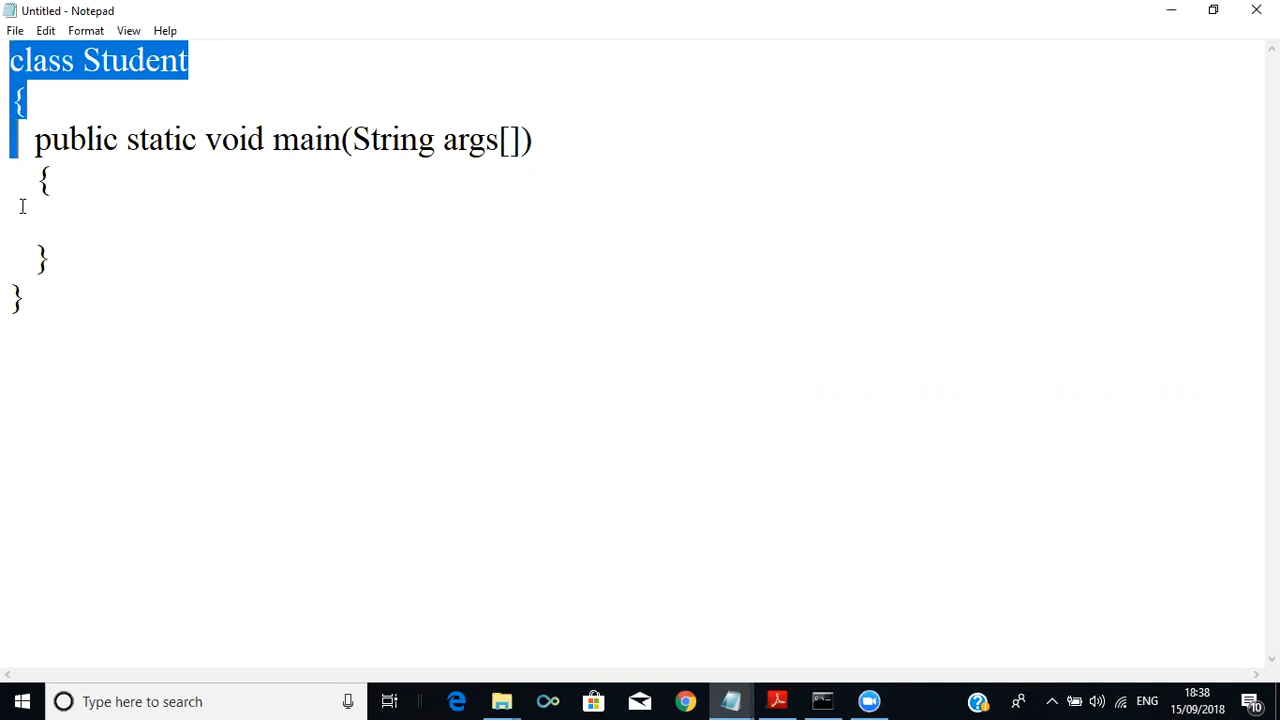 Untitled - Notepad
File Edit Format View Help
class Student
{
public static void main(String args[])
{
}
}
Type here to search
ENG
18:38
15/09/2018
10